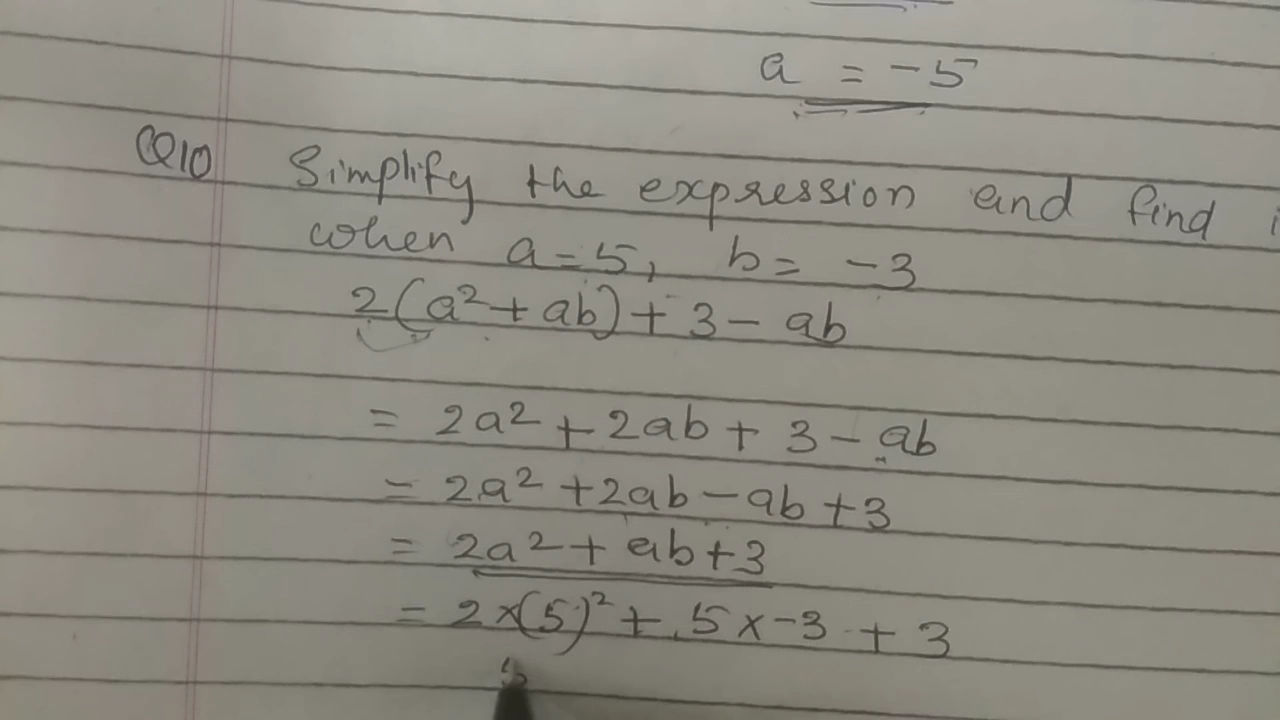 a = -5
Q10 Simplify the expression and find
when a = 5, b = -3
2(a² + ab) + 3 - ab
= 2a² + 2ab + 3 - ab
= 2a² + 2ab - ab + 3
= 2a² + ab + 3
= 2×(5)² + 5 × -3 + 3